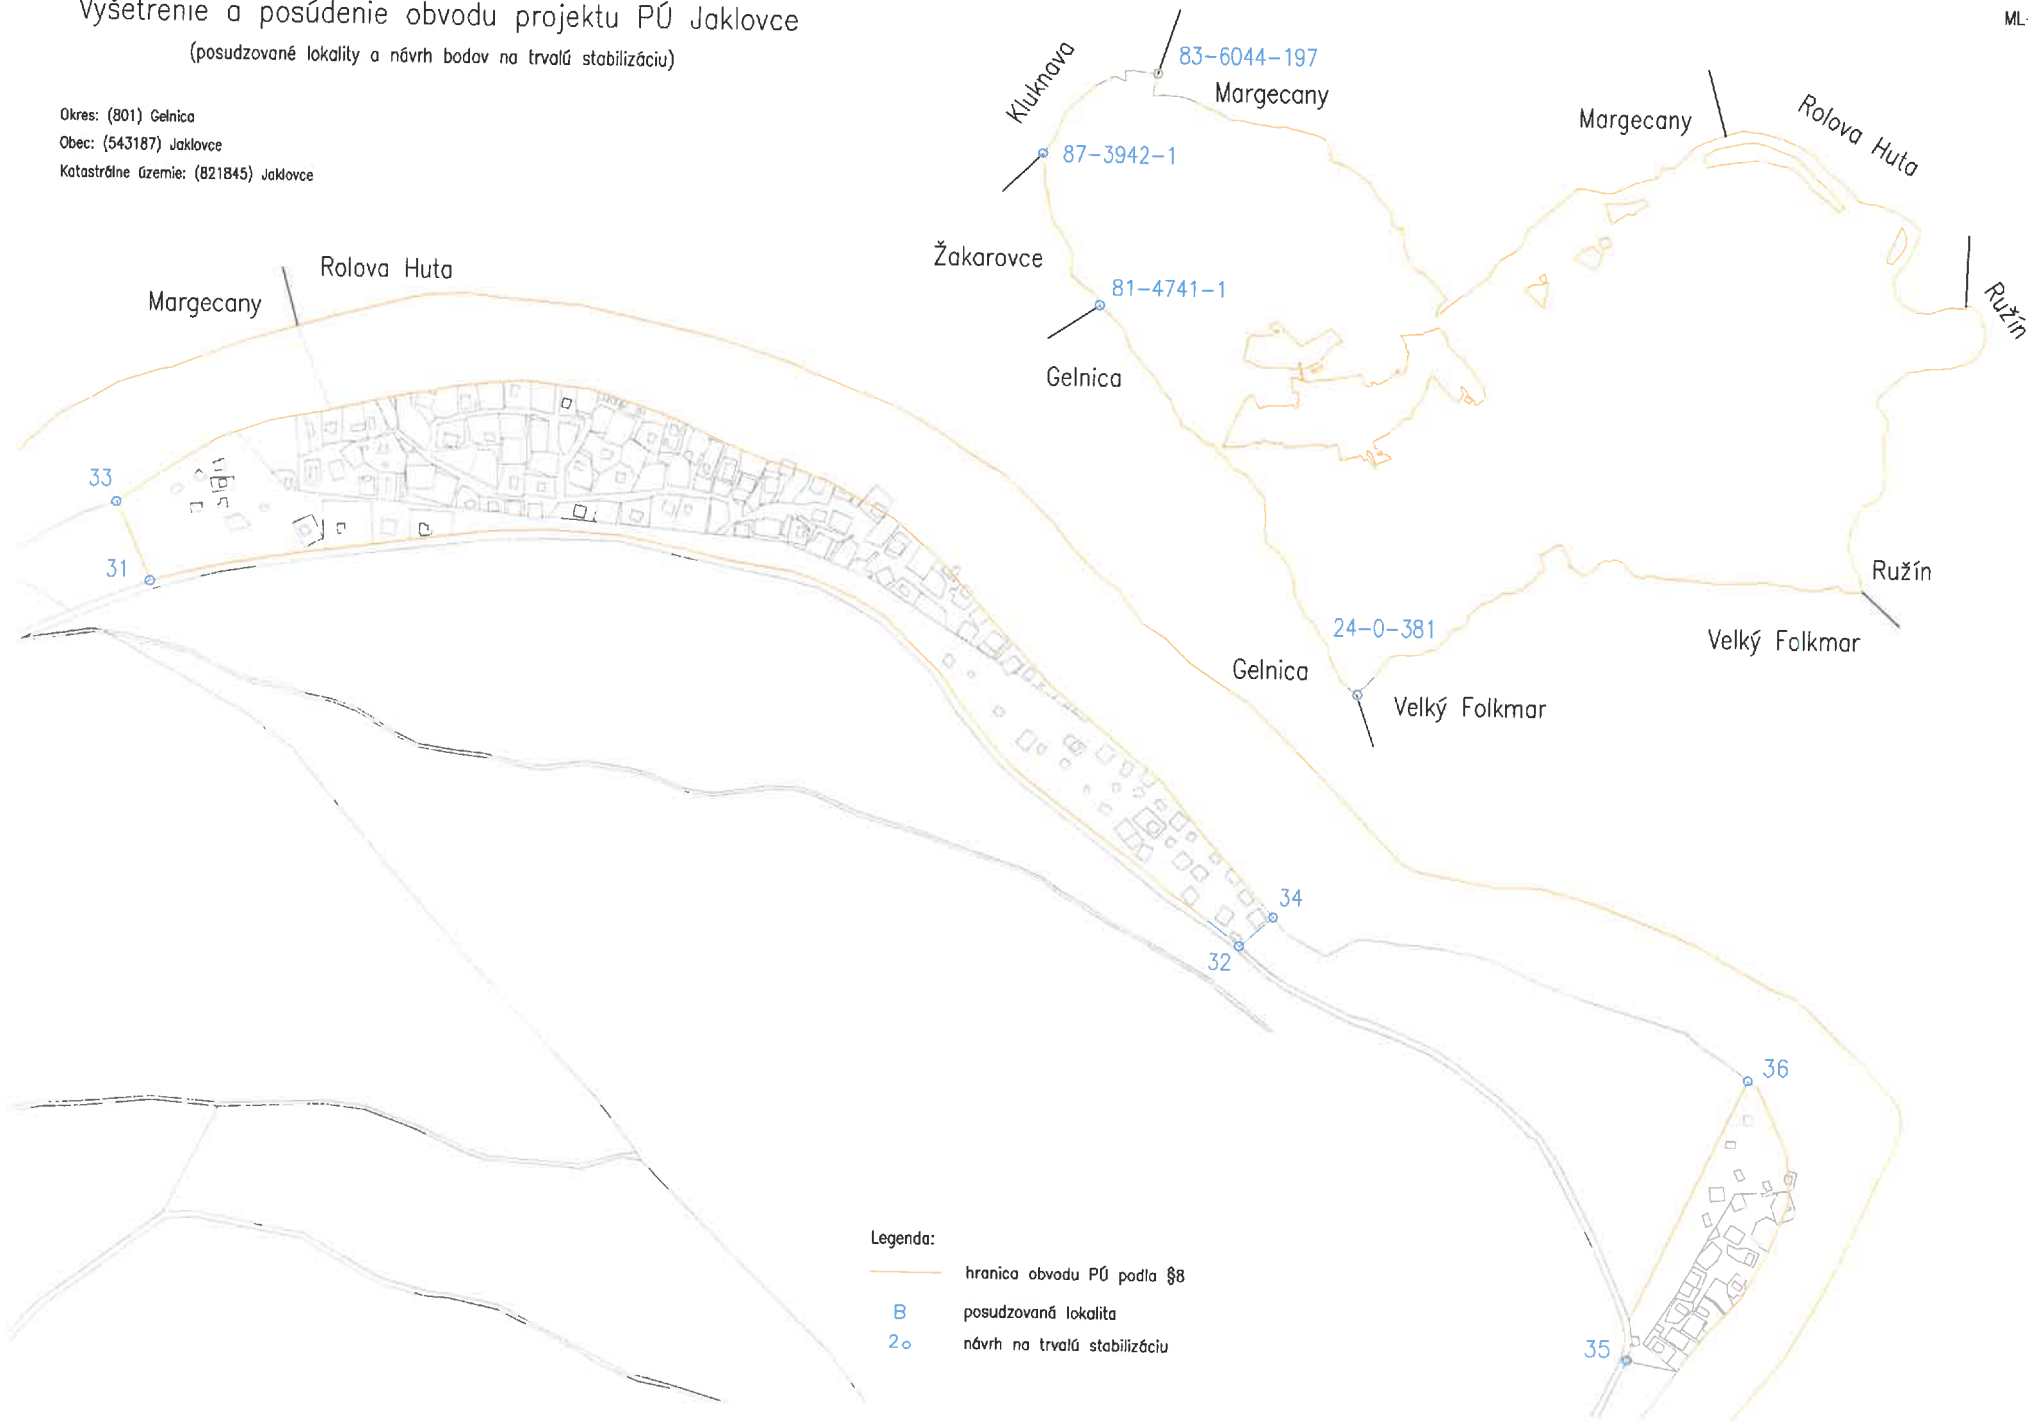 Vyšetrenie a posúdenie obvodu projektu PÚ Jaklovce
(posudzované lokality a návrh bodov na trvalú stabilizáciu)
ML-
Okres: (801) Gelnica
Obec: (543187) Jaklovce
Katastrálne územie: (821845) Jaklovce
Kluknava
83-6044-197
Margecany
87-3942-1
Žakarovce
81-4741-1
Gelnica
Margecany
Rolova Huta
Ružín
Ružín
Velký Folkmar
24-0-381
Gelnica
Velký Folkmar
Rolova Huta
Margecany
33
31
34
32
36
35
Legenda:
hranica obvodu PÚ podla §8
B posudzovaná lokalita
2 návrh na trvalú stabilizáciu